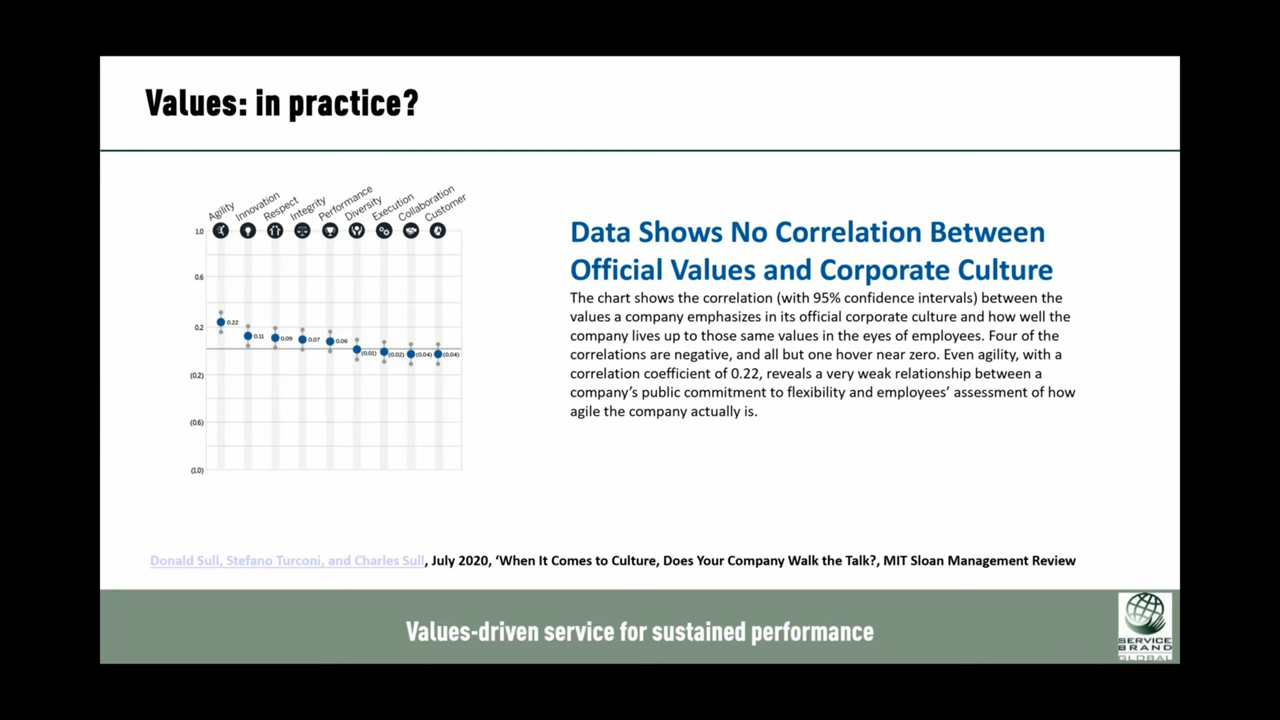 Values: in practice?
Agility
Innovation
Respect
Integrity
Performance
Diversity
Execution
Collaboration
Customer
1.0
0.6
0.2
(0.2)
(0.6)
(1.0)
0.22
0.11
0.09
0.07
0.06
(0.01)
(0.02)
(0.04)
(0.04)
Data Shows No Correlation Between
Official Values and Corporate Culture
The chart shows the correlation (with 95% confidence intervals) between the
values a company emphasizes in its official corporate culture and how well the
company lives up to those same values in the eyes of employees. Four of the
correlations are negative, and all but one hover near zero. Even agility, with a
correlation coefficient of 0.22, reveals a very weak relationship between a
company's public commitment to flexibility and employees' assessment of how
agile the company actually is.
Donald Sull, Stefano Turconi, and Charles Sull, July 2020, ‘When It Comes to Culture, Does Your Company Walk the Talk?, MIT Sloan Management Review
Values-driven service for sustained performance
SERVICE
BRAND
GLOBAL